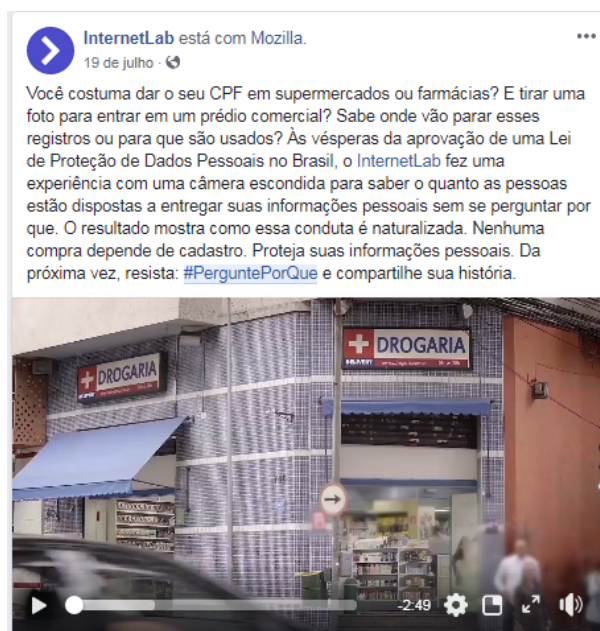 InternetLab está com Mozilla.
19 de julho ·
Você costuma dar o seu CPF em supermercados ou farmácias? E tirar uma
foto para entrar em um prédio comercial? Sabe onde vão parar esses
registros ou para que são usados? Às vésperas da aprovação de uma Lei
de Proteção de Dados Pessoais no Brasil, o InternetLab fez uma
experiência com uma câmera escondida para saber o quanto as pessoas
estão dispostas a entregar suas informações pessoais sem se perguntar por
que. O resultado mostra como essa conduta é naturalizada. Nenhuma
compra depende de cadastro. Proteja suas informações pessoais. Da
próxima vez, resista: #PerguntePorQue e compartilhe sua história.
DROGARIA
DELIVERY
DROGARIA
DELIVERY
-2:49